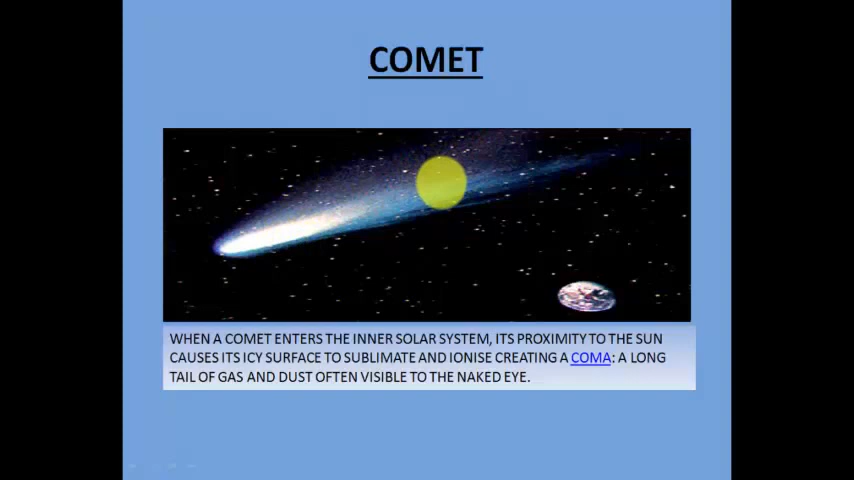 COMET
WHEN A COMET ENTERS THE INNER SOLAR SYSTEM, ITS PROXIMITY TO THE SUN
CAUSES ITS ICY SURFACE TO SUBLIMATE AND IONISE CREATING A COMA: A LONG
TAIL OF GAS AND DUST OFTEN VISIBLE TO THE NAKED EYE.